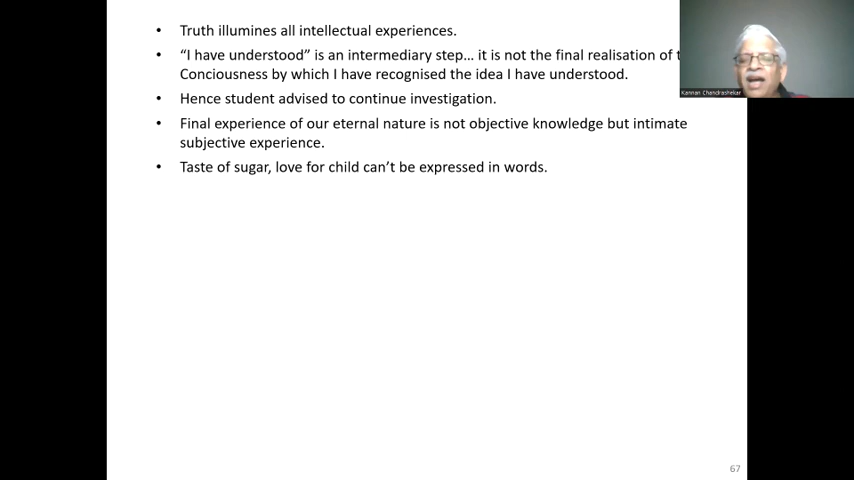 • Truth illumines all intellectual experiences.
• “I have understood” is an intermediary step... it is not the final realisation of
Conciousness by which I have recognised the idea I have understood.
• Hence student advised to continue investigation.
• Final experience of our eternal nature is not objective knowledge but intimate
subjective experience.
• Taste of sugar, love for child can’t be expressed in words.
Kannan Chandrashekar
67